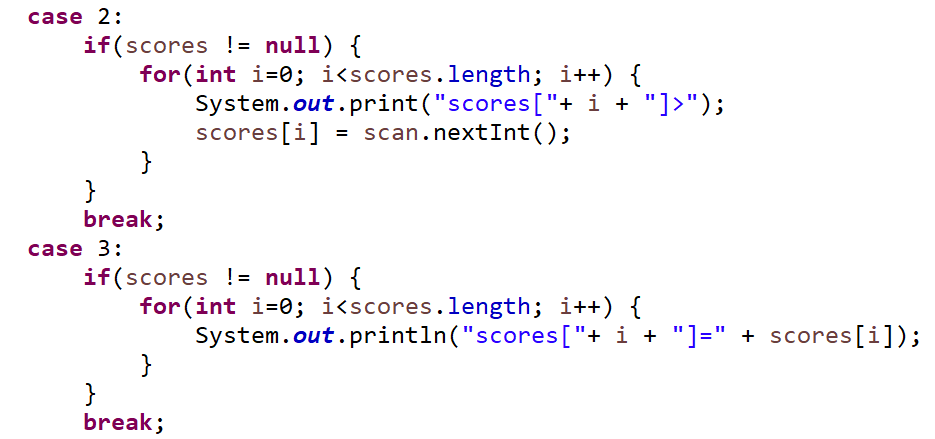 case 2:
    if(scores != null) {
        for(int i=0; i<scores.length; i++) {
            System.out.print("scores["+ i + "]>");
            scores[i] = scan.nextInt();
        }
    }
    break;
case 3:
    if(scores != null) {
        for(int i=0; i<scores.length; i++) {
            System.out.println("scores["+ i + "]=" + scores[i]);
        }
    }
    break;